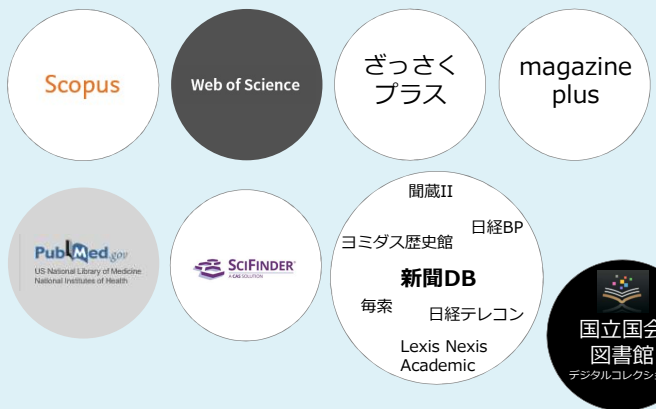 Scopus
Web of Science
ざっさく
プラス
magazine
plus
PubMed.gov
US National Library of Medicine
National Institutes of Health
SCIFINDER®
A CAS SOLUTION
聞蔵II
日経BP
ヨミダス歴史館
新聞DB
毎索
日経テレコン
Lexis Nexis
Academic
国立国会
図書館
デジタルコレクショ